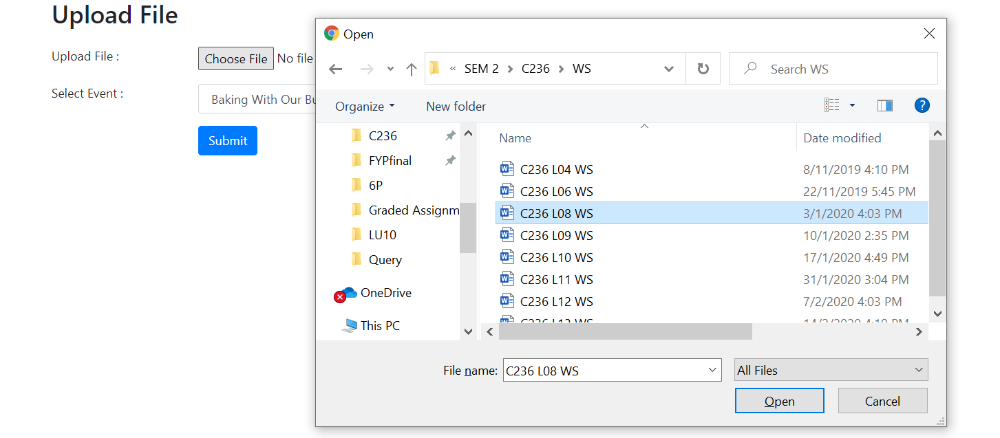 Upload File
Upload File :
Choose File No file
Select Event :
Baking With Our Bu
Submit
Open
« SEM 2 > C236 > WS
Search WS
Organize
New folder
?
C236
FYPfinal
6P
Graded Assignm
LU10
Query
OneDrive
This PC
Name Date modified
C236 L04 WS 8/11/2019 4:10 PM
C236 L06 WS 22/11/2019 5:45 PM
C236 L08 WS 3/1/2020 4:03 PM
C236 L09 WS 10/1/2020 2:35 PM
C236 L10 WS 17/1/2020 4:49 PM
C236 L11 WS 31/1/2020 3:04 PM
C236 L12 WS 7/2/2020 4:03 PM
C236 L13 WS
File name: C236 L08 WS
All Files
Open Cancel